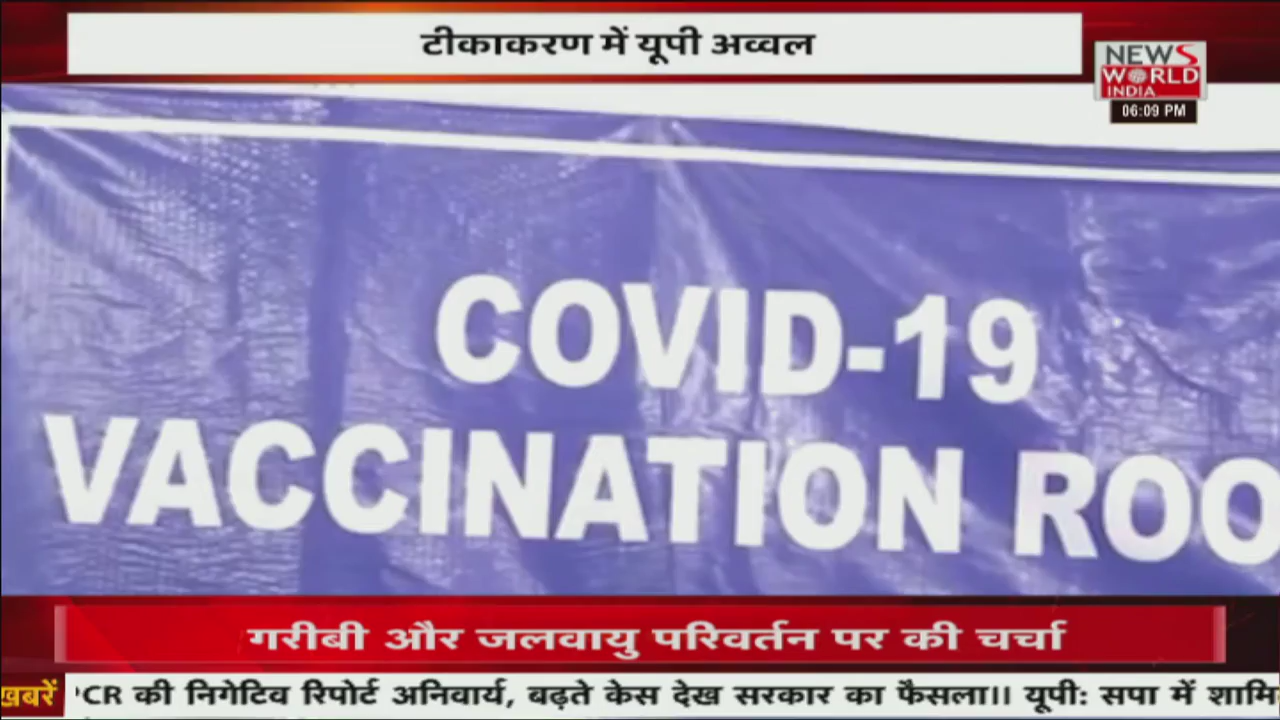 टीकाकरण में यूपी अव्वल
NEWS
WORLD
INDIA
06:09 PM
COVID-19
VACCINATION ROO
गरीबी और जलवायु परिवर्तन पर की चर्चा
खबरें
CR की निगेटिव रिपोर्ट अनिवार्य, बढ़ते केस देख सरकार का फैसला।। यूपी: सपा में शामि